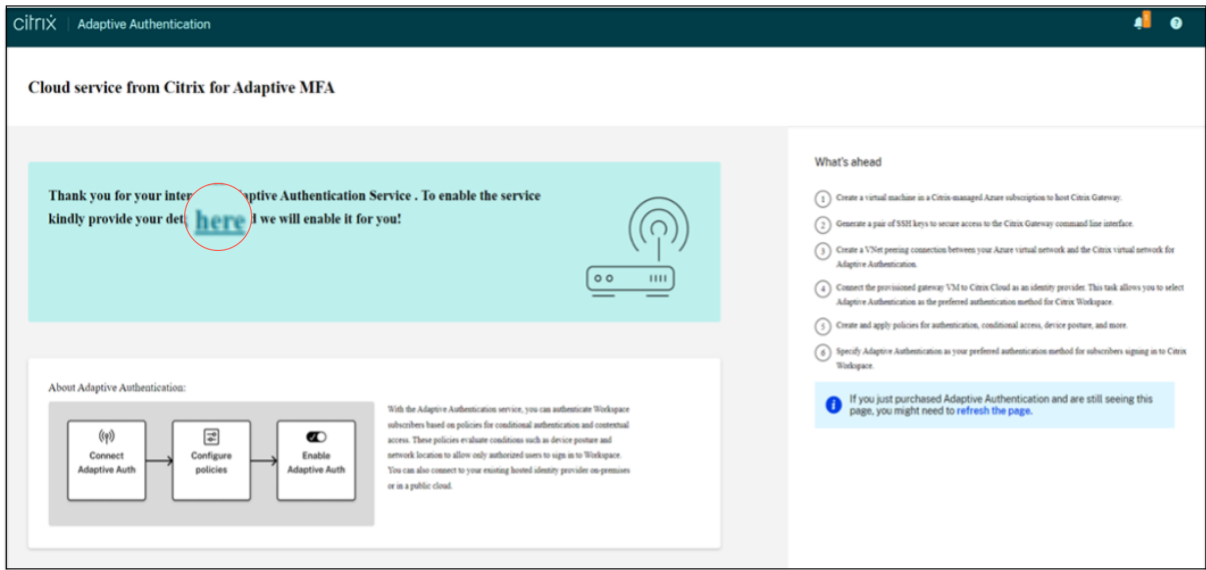 citrix | Adaptive Authentication
Cloud service from Citrix for Adaptive MFA
Thank you for your inter aptive Authentication Service . To enable the service
kindly provide your det here d we will enable it for you!
About Adaptive Authentication:
Connect
Adaptive Auth
Configure
policies
Enable
Adaptive Auth
With the Adaptive Authentication service, you can authenticate Workspace
subscribers based on policies for conditional authentication and contextual
access. These policies evaluate conditions such as device posture and
network location to allow only authorized users to sign in to Workspace.
You can also connect to your existing hosted identity provider on-premises
or in a public cloud.
What's ahead
1 Create a virtual machine in a Citrix-managed Azure subscription to host Citrix Gateway.
2 Generate a pair of SSH keys to secure access to the Citrix Gateway command line interface.
3 Create a VNet peering connection between your Azure virtual network and the Citrix virtual network for
Adaptive Authentication.
4 Connect the provisioned gateway VM to Citrix Cloud as an identity provider. This task allows you to select
Adaptive Authentication as the preferred authentication method for Citrix Workspace.
5 Create and apply policies for authentication, conditional access, device posture, and more.
6 Specify Adaptive Authentication as your preferred authentication method for subscribers signing in to Citrix
Workspace.
If you just purchased Adaptive Authentication and are still seeing this
page, you might need to refresh the page.